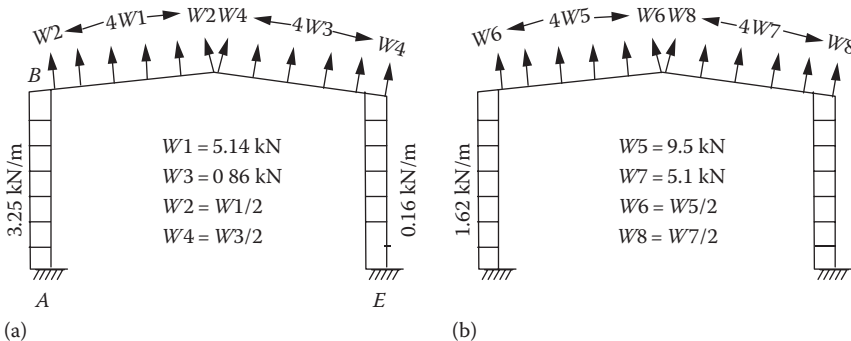 W2 4W1 W2 W4 4W3 W4
B
3.25 kN/m
W1 = 5.14 kN
W3 = 0 86 kN
W2 = W1/2
W4 = W3/2
0.16 kN/m
A E
(a)
W6 4W5 W6 W8 4W7 W8
1.62 kN/m
W5 = 9.5 kN
W7 = 5.1 kN
W6 = W5/2
W8 = W7/2
(b)